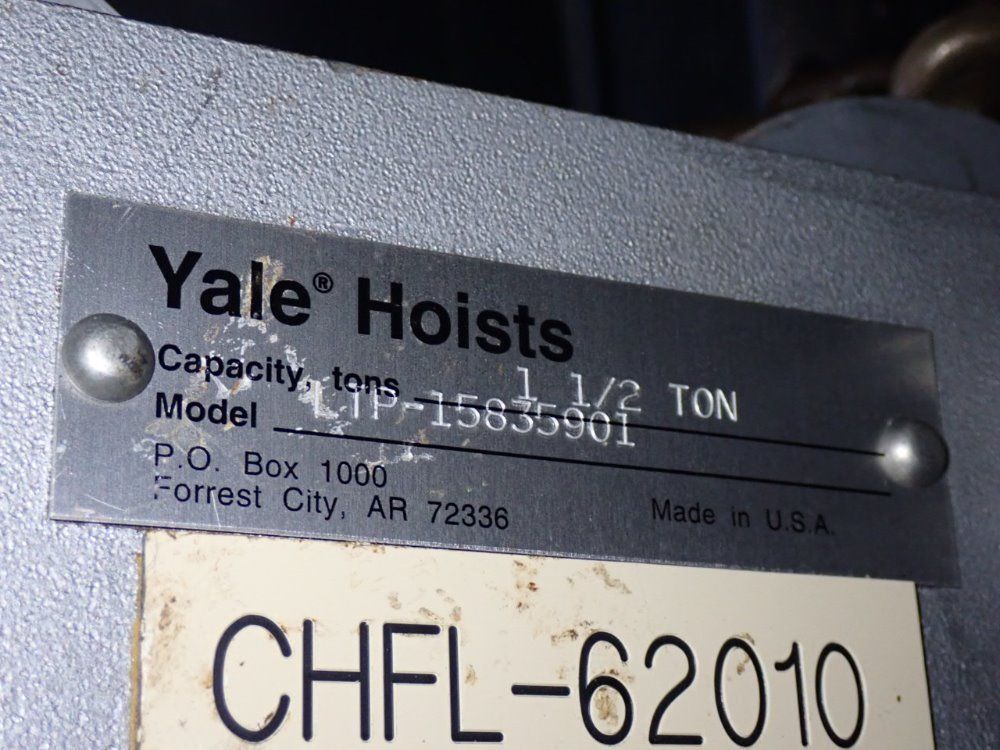 Yale® Hoists
Capacity, tons 1 1/2 TON
Model LTP-15835901
P.O. Box 1000
Forrest City, AR 72336
Made in U.S.A.
CHFL-62010